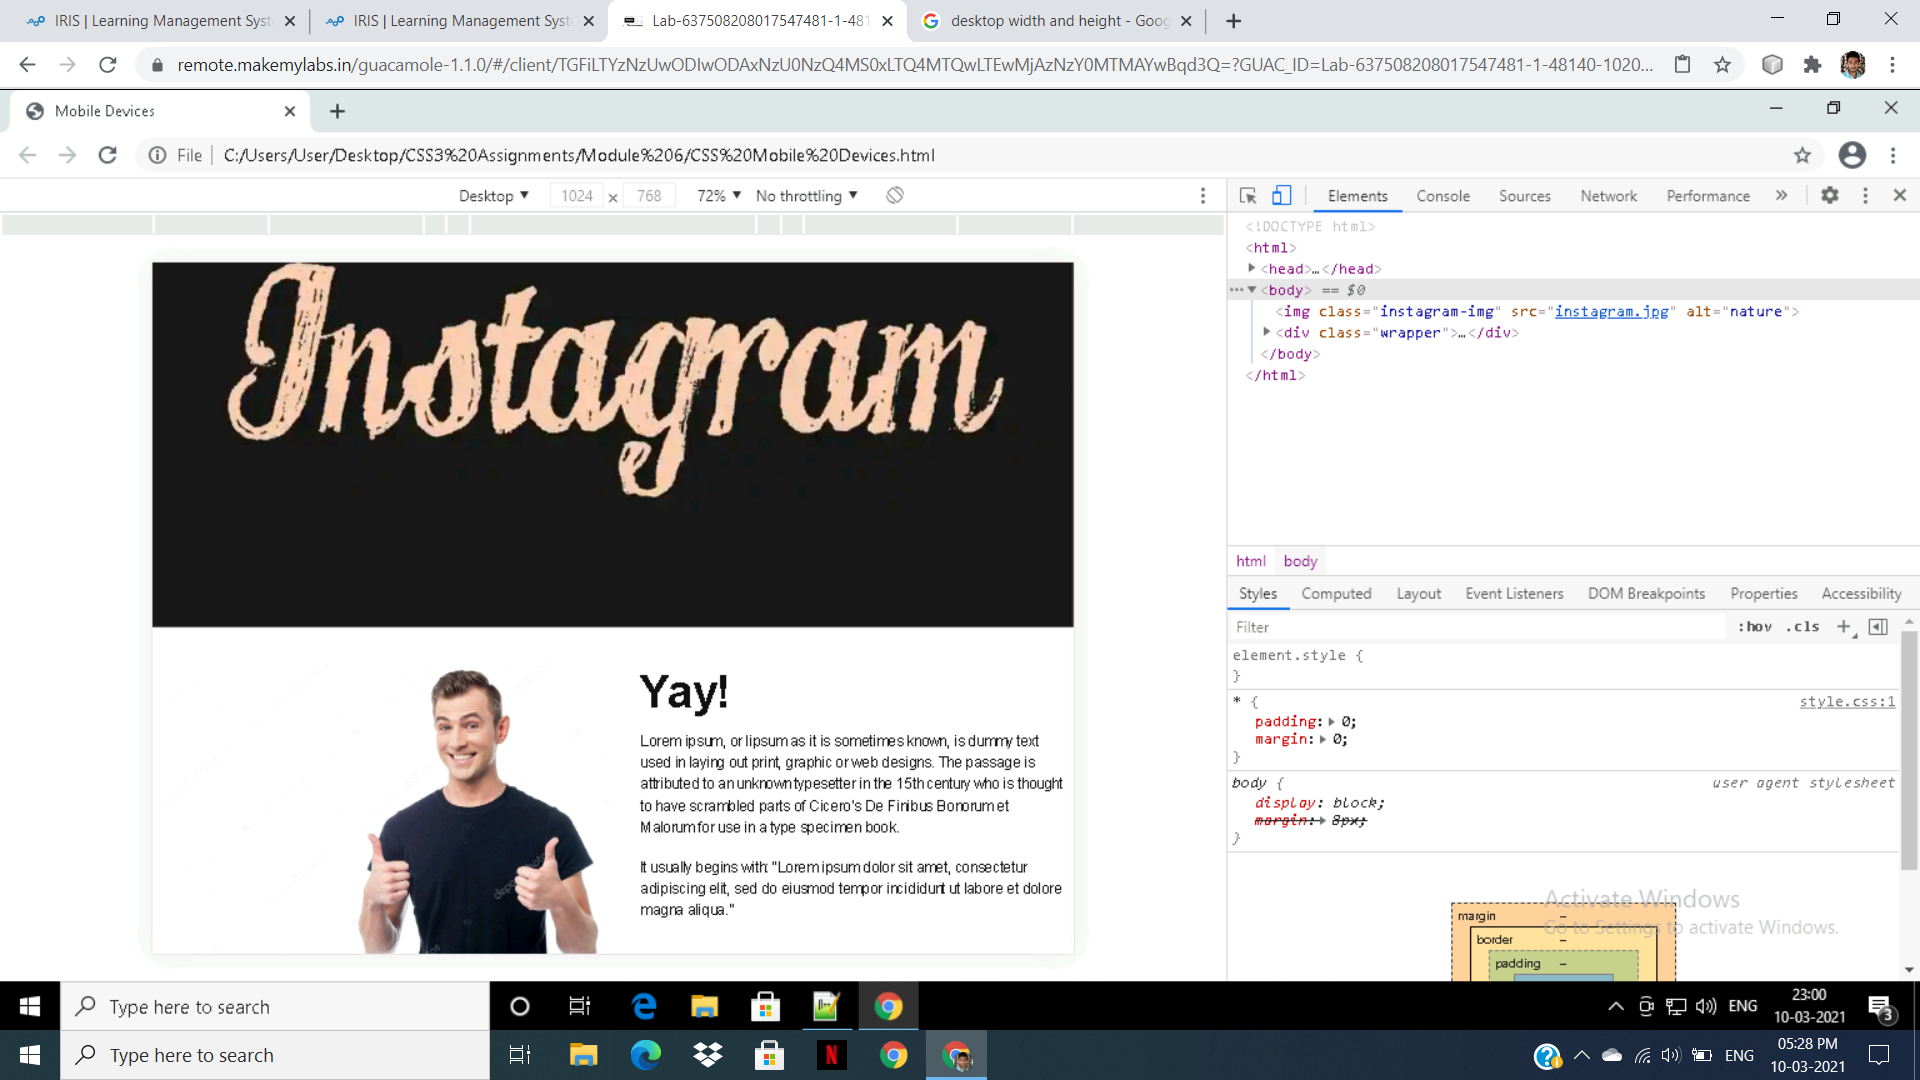 IRIS | Learning Management Syst
IRIS | Learning Management Syst
Lab-637508208017547481-1-481
desktop width and height - Goog
remote.makemylabs.in/guacamole-1.1.0/#/client/TGFiLTYzNzUwODIwODAxNzU0NzQ4MS0xLTQ4MTQwLTEwMjAzNzY0MTMAYwBqd3Q=?GUAC_ID=Lab-637508208017547481-1-48140-1020...
Mobile Devices
File
C:/Users/User/Desktop/CSS3%20Assignments/Module%206/CSS%20Mobile%20Devices.html
Desktop
1024 x 768
72%
No throttling
Elements
Console
Sources
Network
Performance
<!DOCTYPE html>
<html>
<head>…</head>
<body> == $0
<img class="instagram-img" src="instagram.jpg" alt="nature">
<div class="wrapper">…</div>
</body>
</html>
Instagram
Yay!
Lorem ipsum, or lipsum as it is sometimes known, is dummy text
used in laying out print, graphic or web designs. The passage is
attributed to an unknown typesetter in the 15th century who is thought
to have scrambled parts of Cicero's De Finibus Bonorum et
Malorum for use in a type specimen book.
It usually begins with: "Lorem ipsum dolor sit amet, consectetur
adipiscing elit, sed do eiusmod tempor incididunt ut labore et dolore
magna aliqua."
html body
Styles
Computed
Layout
Event Listeners
DOM Breakpoints
Properties
Accessibility
Filter
:hov .cls
element.style {
}
* {
style.css:1
padding: 0;
margin: 0;
}
body {
user agent stylesheet
display: block;
margin: 8px;
}
margin –
border –
padding –
Activate Windows
Go to Settings to activate Windows.
Type here to search
ENG
23:00
10-03-2021
3
Type here to search
ENG
05:28 PM
10-03-2021